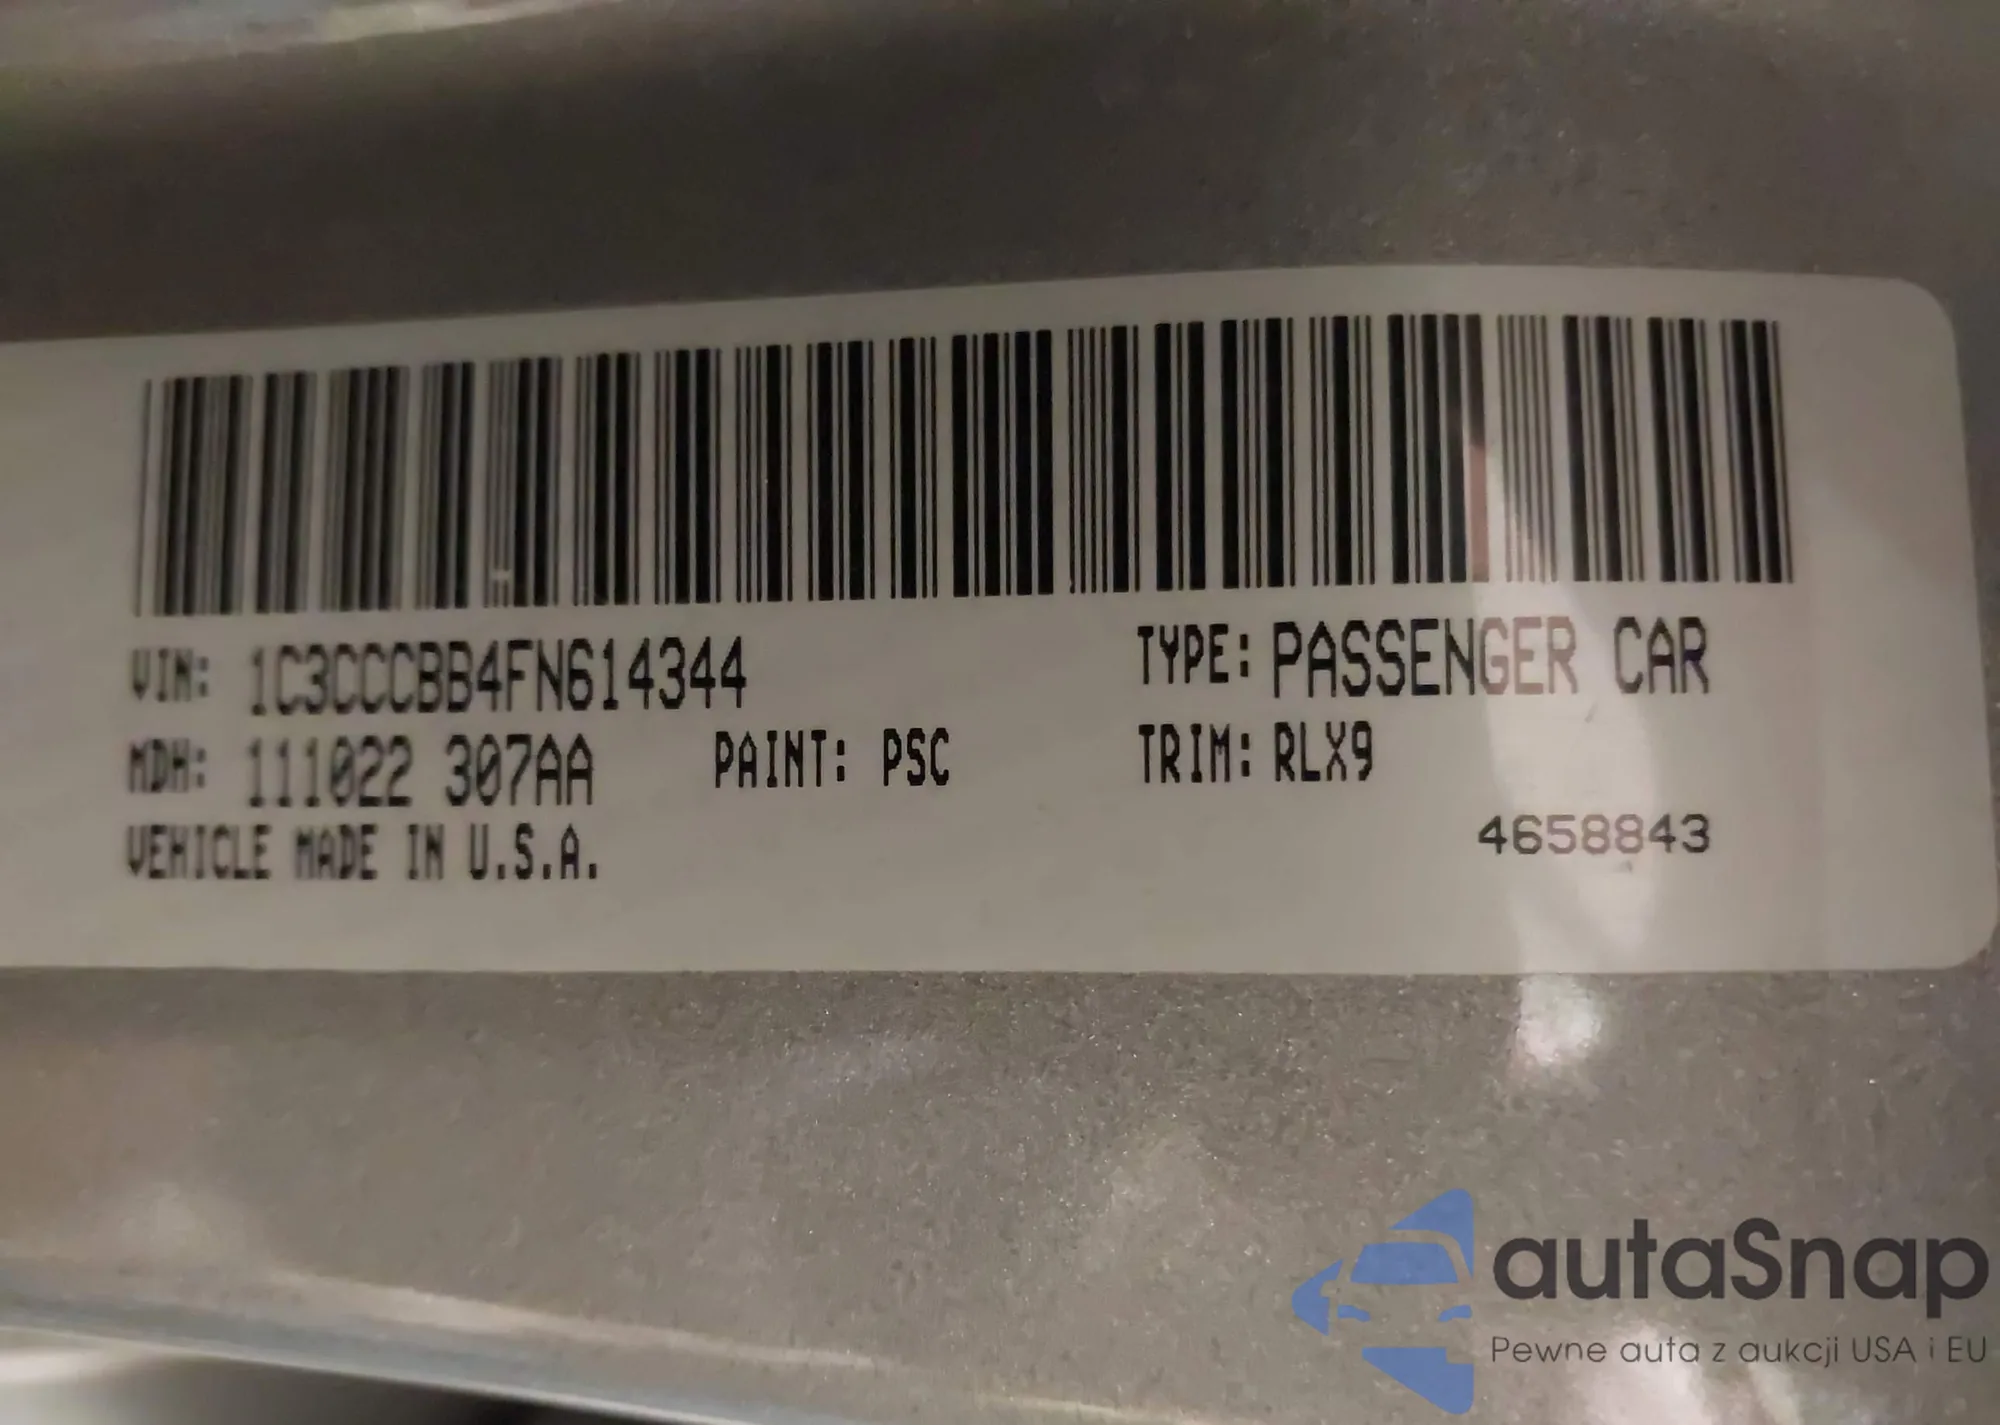 VIN: 1C3CCCBB4FN614344 TYPE: PASSENGER CAR
MDH: 111022 307AA PAINT: PSC TRIM: RLX9
VEHICLE MADE IN U.S.A.
4658843
autaSnap
Pewne auta z aukcji USA i EU